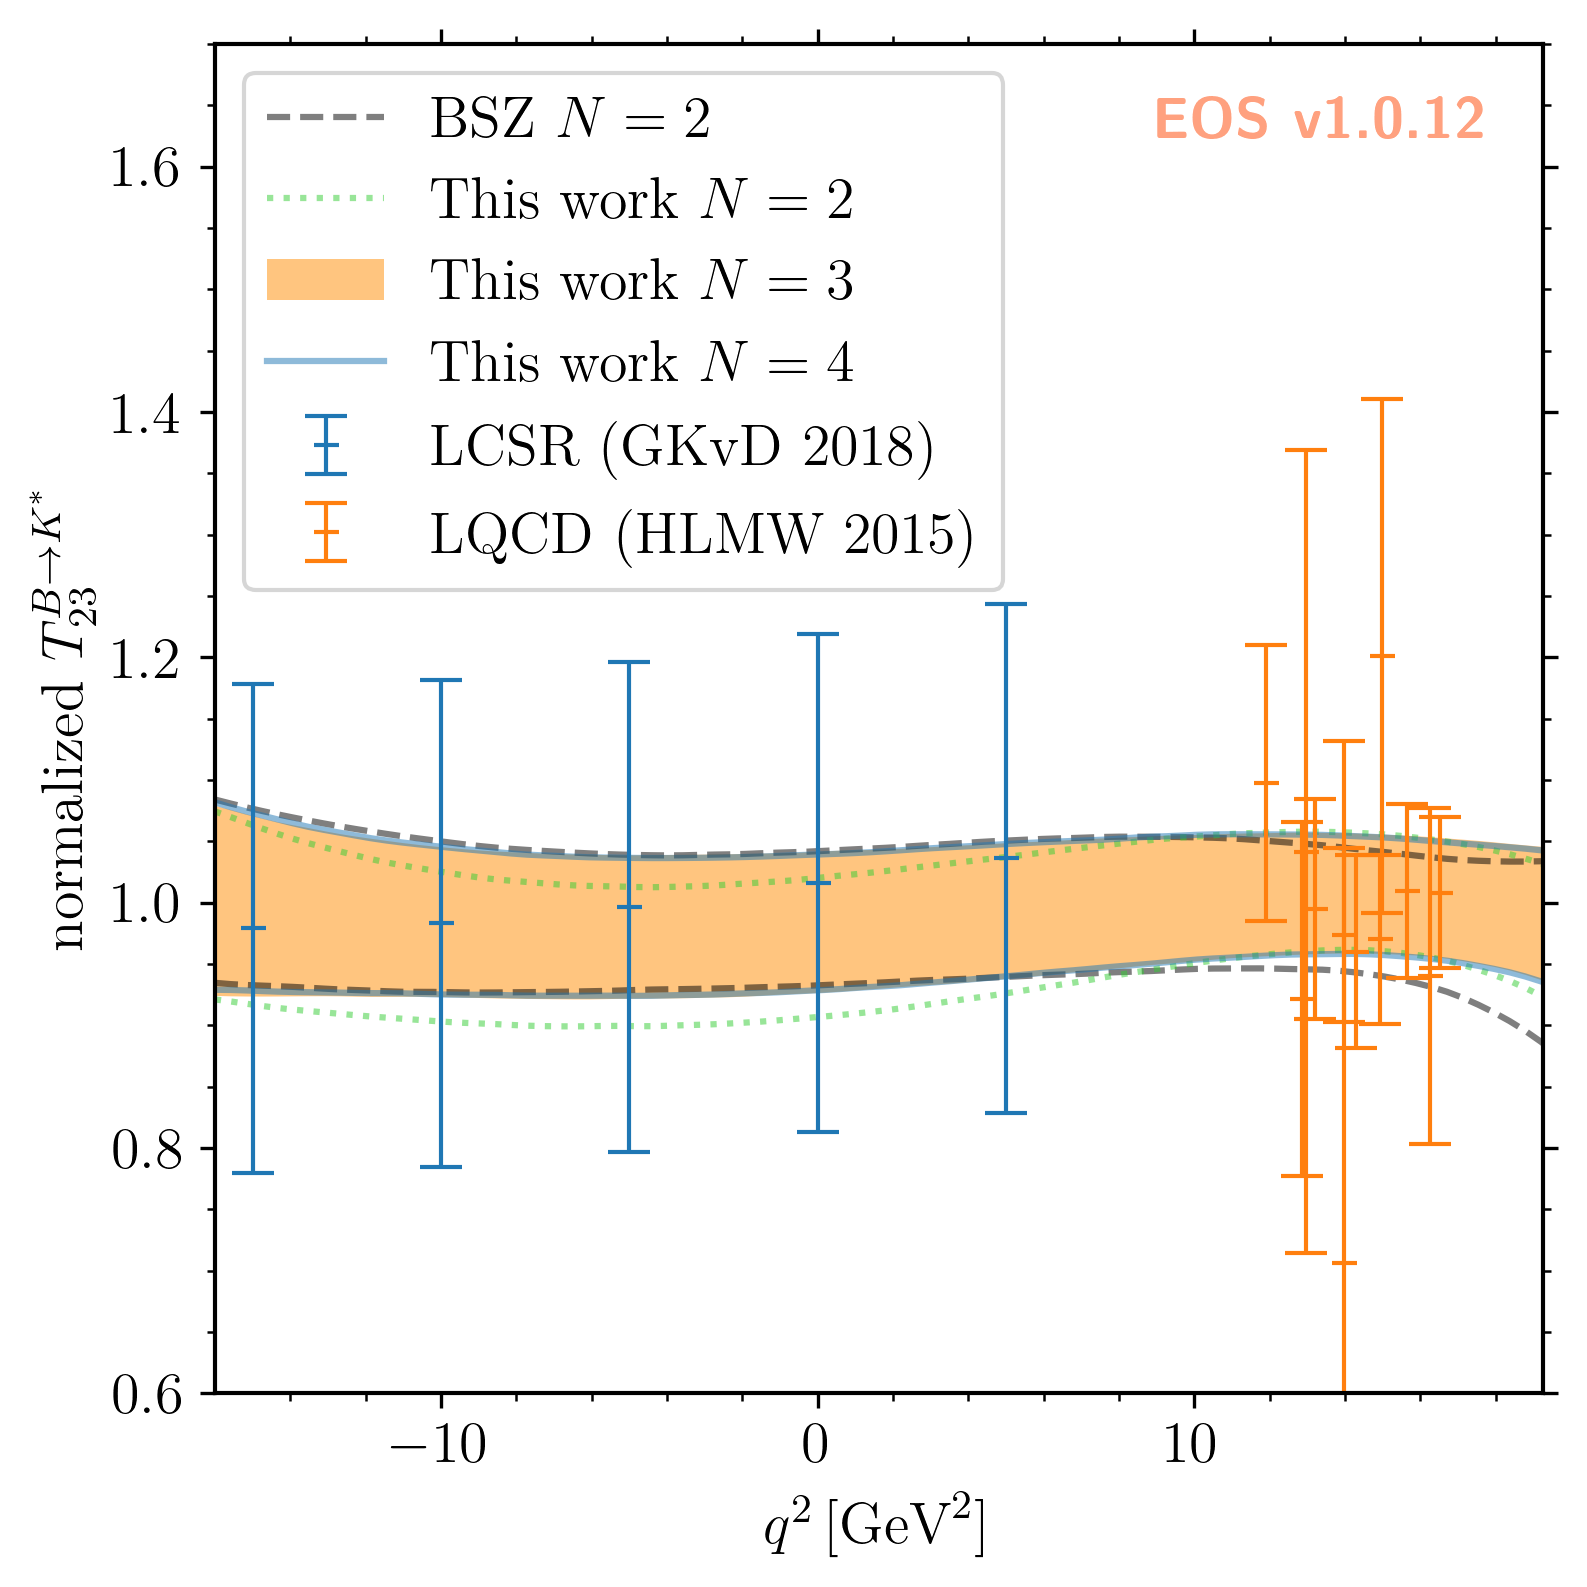 EOS v1.0.12
BSZ N = 2
This work N = 2
This work N = 3
This work N = 4
LCSR (GKvD 2018)
LQCD (HLMW 2015)
normalized T₂₃^{B→K*}
1.6
1.4
1.2
1.0
0.8
0.6
−10 0 10
q² [GeV²]